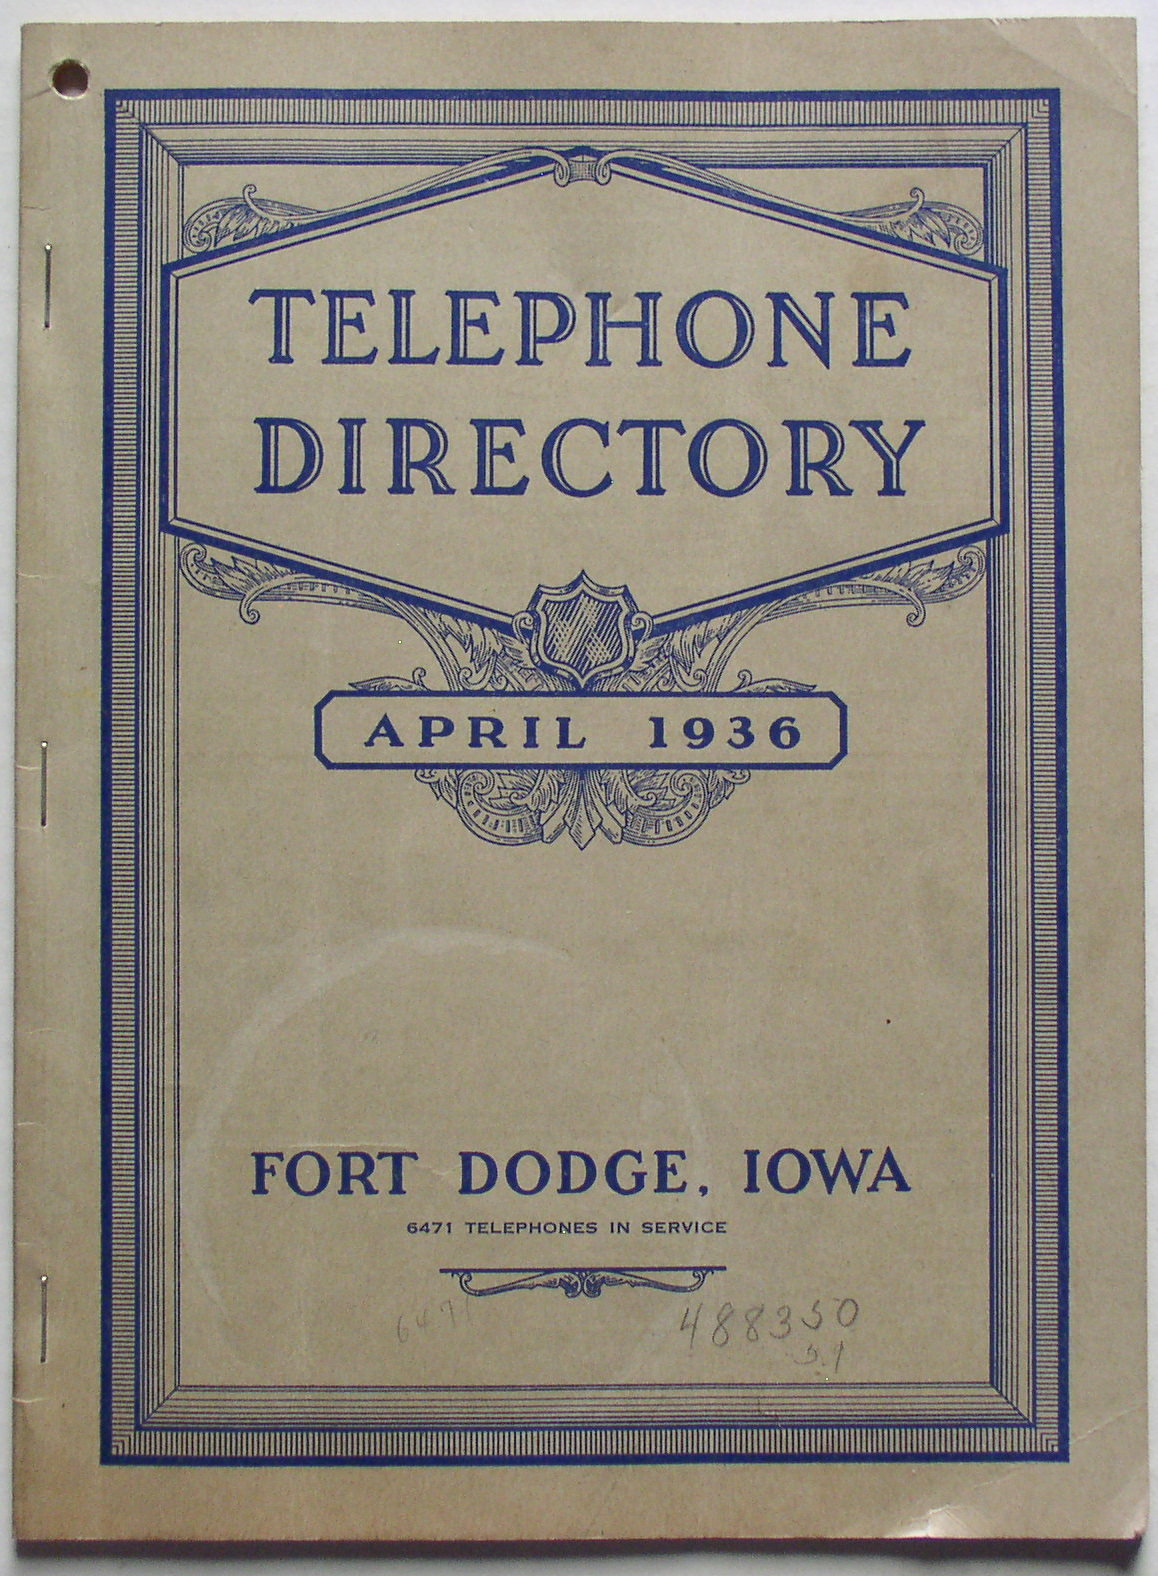 TELEPHONE
DIRECTORY
APRIL 1936
FORT DODGE, IOWA
6471 TELEPHONES IN SERVICE
6471
488350